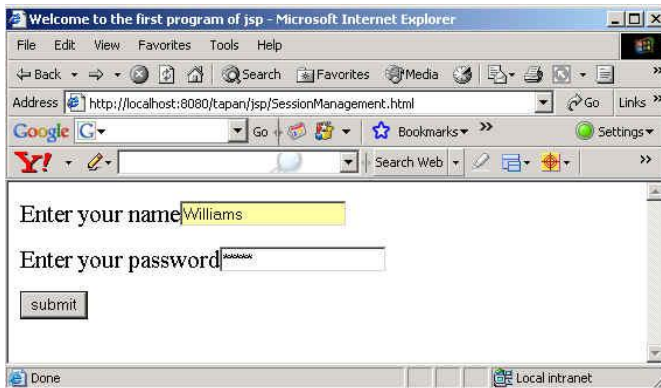 Welcome to the first program of jsp - Microsoft Internet Explorer
File Edit View Favorites Tools Help
Back Search Favorites Media
Address http://localhost:8080/tapan/jsp/SessionManagement.html Go Links »
Google G Go Bookmarks » Settings
Y! Search Web »
Enter your name Williams
Enter your password *****
submit
Done Local intranet